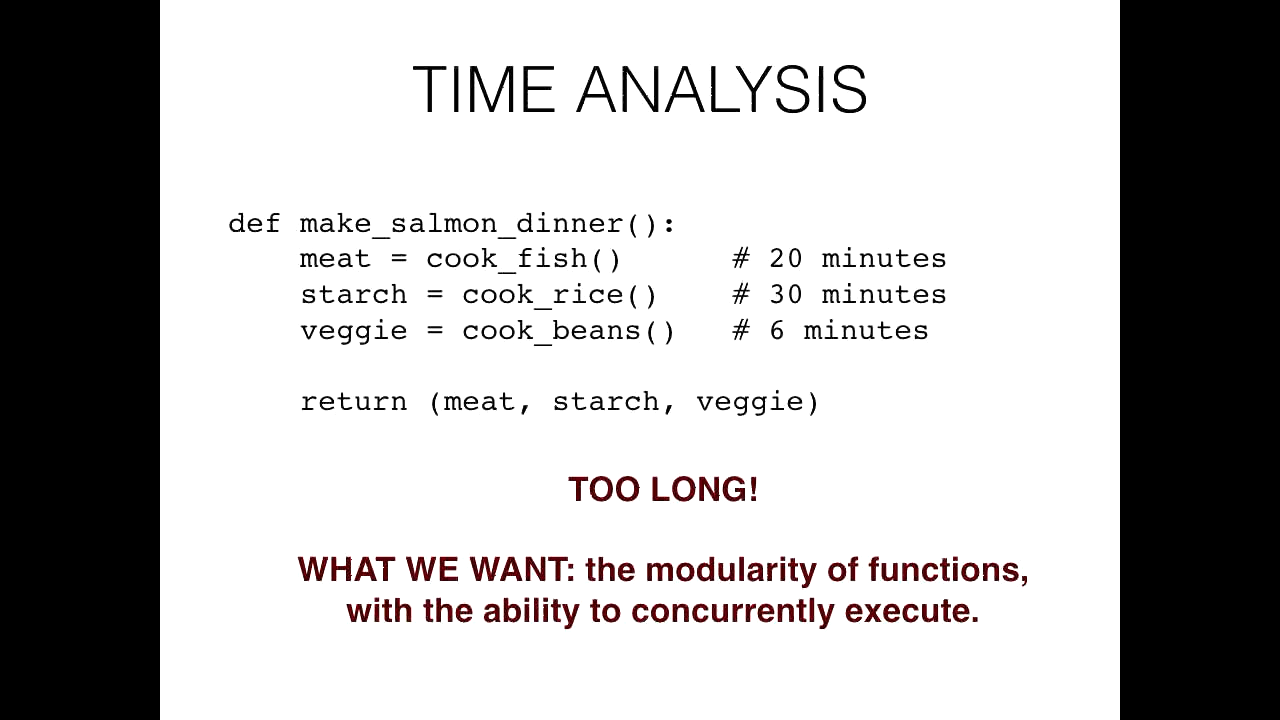 TIME ANALYSIS
def make_salmon_dinner():
    meat = cook_fish()      # 20 minutes
    starch = cook_rice()    # 30 minutes
    veggie = cook_beans()   # 6 minutes
    return (meat, starch, veggie)
TOO LONG!
WHAT WE WANT: the modularity of functions,
with the ability to concurrently execute.